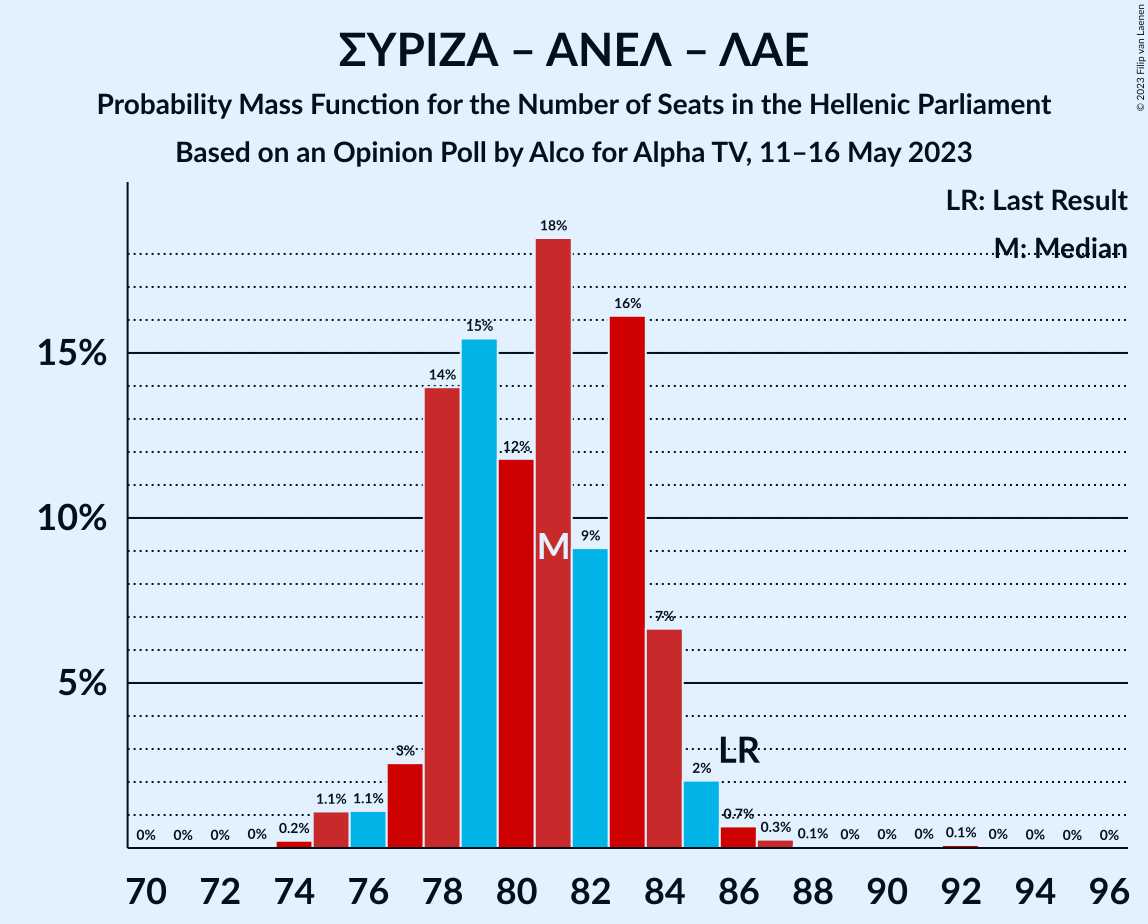 ΣΥΡΙΖΑ – ΑΝΕΛ – ΛΑΕ
Probability Mass Function for the Number of Seats in the Hellenic Parliament
Based on an Opinion Poll by Alco for Alpha TV, 11–16 May 2023
© 2023 Filip van Laenen
LR: Last Result
M: Median
15%
10%
5%
0% 0% 0% 0% 0.2% 1.1% 1.1% 3% 14% 15% 12% 18% 9% 16% 7% 2% 0.7% 0.3% 0.1% 0% 0% 0% 0.1% 0% 0% 0% 0%
M
LR
70 72 74 76 78 80 82 84 86 88 90 92 94 96